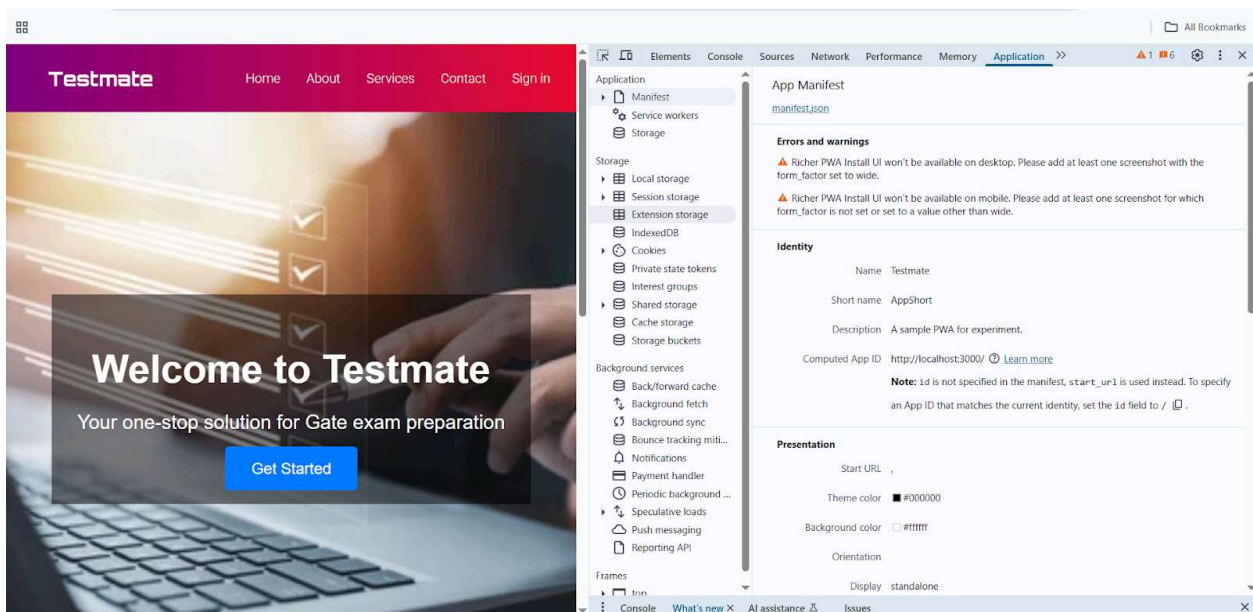 All Bookmarks
Testmate
Home About Services Contact Sign in
Welcome to Testmate
Your one-stop solution for Gate exam preparation
Get Started
Elements Console Sources Network Performance Memory Application 1 6
Application
Manifest
Service workers
Storage
Storage
Local storage
Session storage
Extension storage
IndexedDB
Cookies
Private state tokens
Interest groups
Shared storage
Cache storage
Storage buckets
Background services
Back/forward cache
Background fetch
Background sync
Bounce tracking miti...
Notifications
Payment handler
Periodic background ...
Speculative loads
Push messaging
Reporting API
Frames
top
App Manifest
manifest.json
Errors and warnings
Richer PWA Install UI won't be available on desktop. Please add at least one screenshot with the
form_factor set to wide.
Richer PWA Install UI won't be available on mobile. Please add at least one screenshot for which
form_factor is not set or set to a value other than wide.
Identity
Name Testmate
Short name AppShort
Description A sample PWA for experiment.
Computed App ID http://localhost:3000/ Learn more
Note: id is not specified in the manifest, start_url is used instead. To specify
an App ID that matches the current identity, set the id field to / .
Presentation
Start URL .
Theme color #000000
Background color #ffffff
Orientation
Display standalone
Console What's new AI assistance Issues